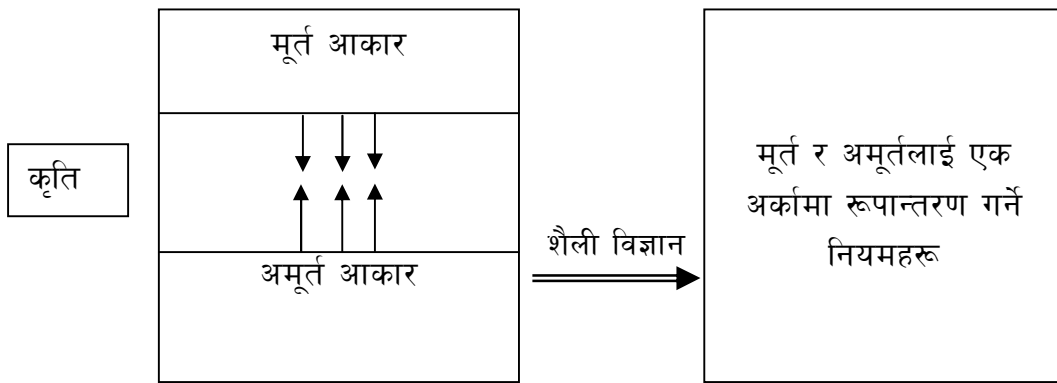 मूर्त आकार
कृति
अमूर्त आकार
शैली विज्ञान
मूर्त र अमूर्तलाई एक
अर्कामा रूपान्तरण गर्ने
नियमहरू